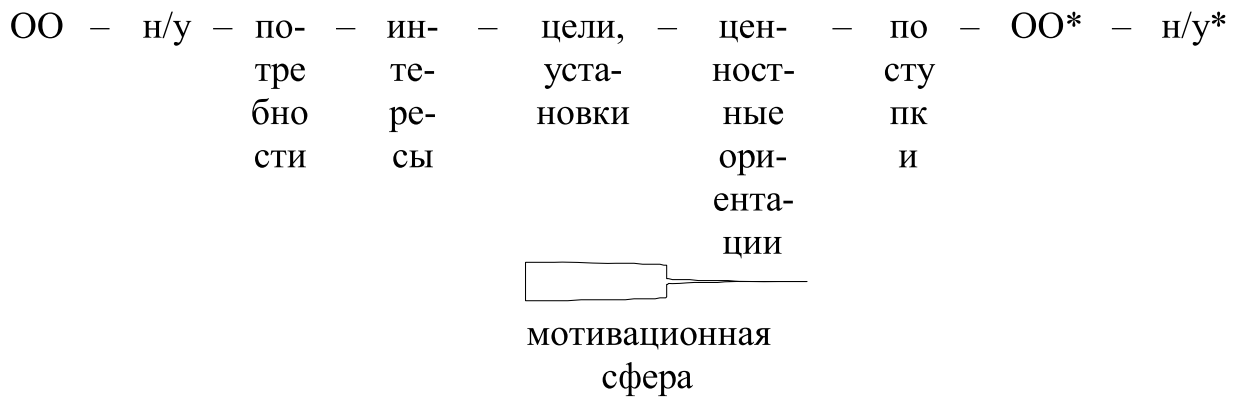 ОО – н/у – по- – ин- – цели, – цен- – по – ОО* – н/у*
тре те- уста- ност- сту
бно ре- новки ные пк
сти сы ори- и
ента-
ции
мотивационная
сфера